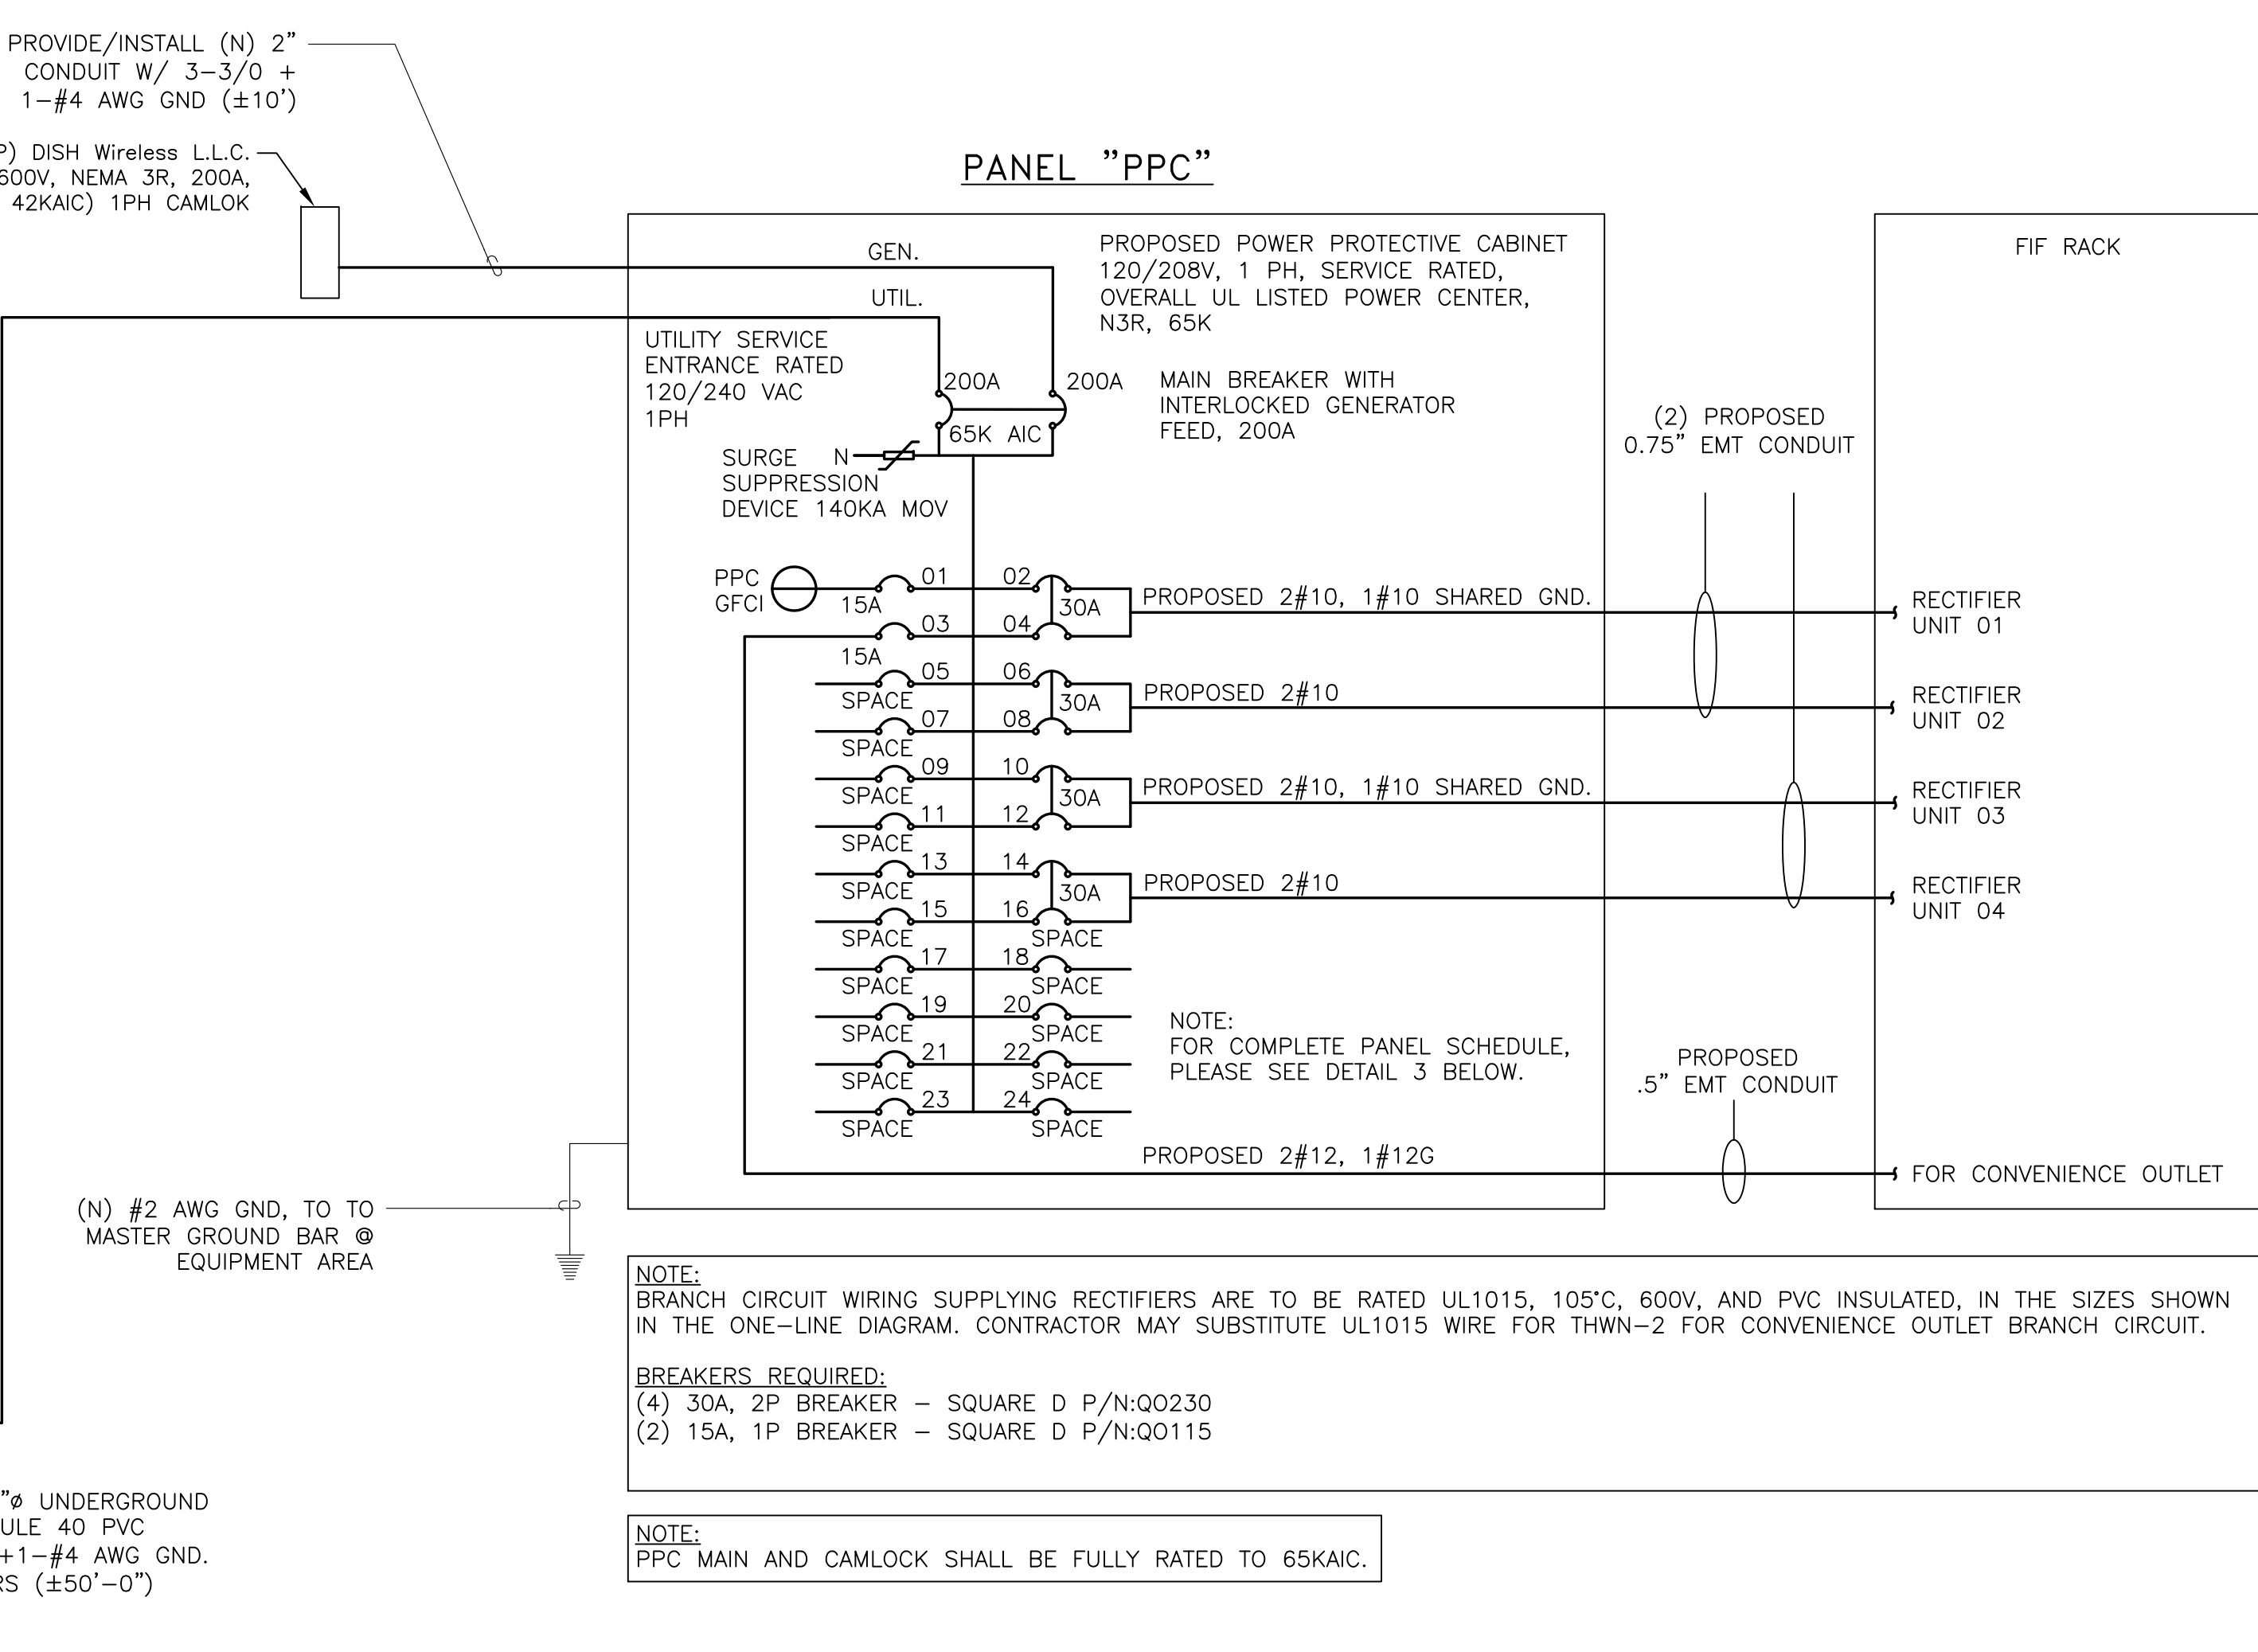 PROVIDE/INSTALL (N) 2"
CONDUIT W/ 3-3/0 +
1-#4 AWG GND (±10')
P) DISH Wireless L.L.C.
600V, NEMA 3R, 200A,
42KAIC) 1PH CAMLOK
PANEL "PPC"
GEN.
UTIL.
PROPOSED POWER PROTECTIVE CABINET
120/208V, 1 PH, SERVICE RATED,
OVERALL UL LISTED POWER CENTER,
N3R, 65K
UTILITY SERVICE
ENTRANCE RATED
120/240 VAC
1PH
200A
200A
65K AIC
MAIN BREAKER WITH
INTERLOCKED GENERATOR
FEED, 200A
SURGE N
SUPPRESSION
DEVICE 140KA MOV
FIF RACK
(2) PROPOSED
0.75" EMT CONDUIT
PPC
GFCI
01 02
15A 30A
03 04
15A
PROPOSED 2#10, 1#10 SHARED GND.
RECTIFIER
UNIT 01
05 06
SPACE 30A
07 08
SPACE
PROPOSED 2#10
RECTIFIER
UNIT 02
09 10
SPACE 30A
11 12
SPACE
PROPOSED 2#10, 1#10 SHARED GND.
RECTIFIER
UNIT 03
13 14
SPACE 30A
15 16
SPACE SPACE
PROPOSED 2#10
RECTIFIER
UNIT 04
17 18
SPACE SPACE
19 20
SPACE SPACE
21 22
SPACE SPACE
23 24
SPACE SPACE
NOTE:
FOR COMPLETE PANEL SCHEDULE,
PLEASE SEE DETAIL 3 BELOW.
PROPOSED
.5" EMT CONDUIT
PROPOSED 2#12, 1#12G
FOR CONVENIENCE OUTLET
(N) #2 AWG GND, TO TO
MASTER GROUND BAR @
EQUIPMENT AREA
NOTE:
BRANCH CIRCUIT WIRING SUPPLYING RECTIFIERS ARE TO BE RATED UL1015, 105°C, 600V, AND PVC INSULATED, IN THE SIZES SHOWN
IN THE ONE-LINE DIAGRAM. CONTRACTOR MAY SUBSTITUTE UL1015 WIRE FOR THWN-2 FOR CONVENIENCE OUTLET BRANCH CIRCUIT.
BREAKERS REQUIRED:
(4) 30A, 2P BREAKER - SQUARE D P/N:QO230
(2) 15A, 1P BREAKER - SQUARE D P/N:QO115
"ø UNDERGROUND
ULE 40 PVC
+1-#4 AWG GND.
RS (±50'-0")
NOTE:
PPC MAIN AND CAMLOCK SHALL BE FULLY RATED TO 65KAIC.